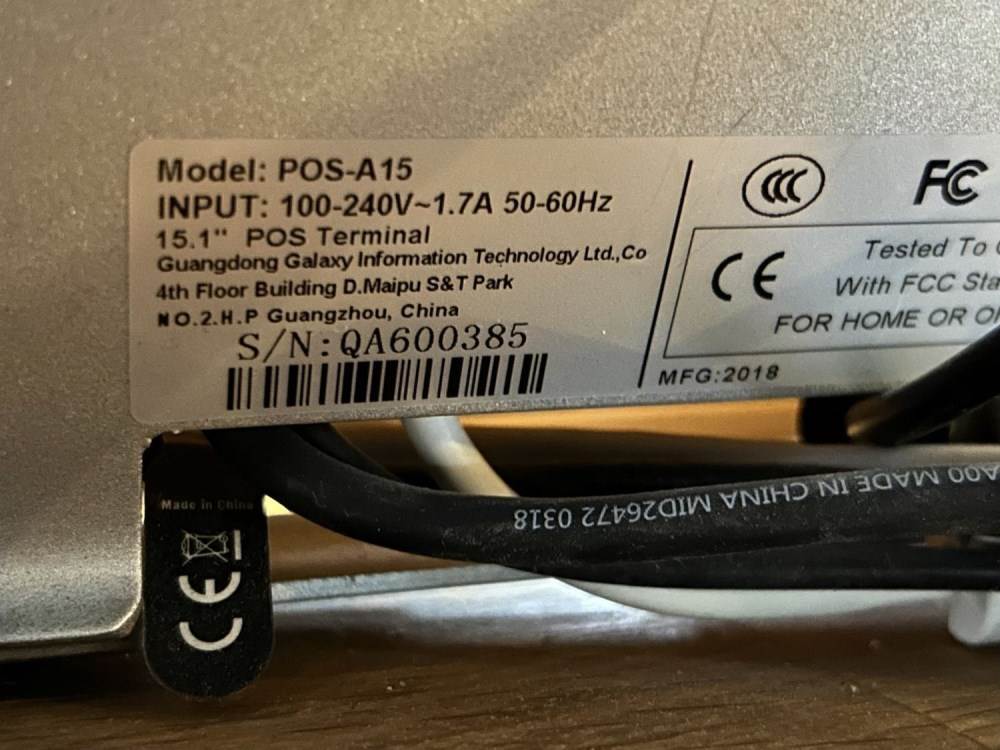 Model: POS-A15
INPUT: 100-240V~1.7A 50-60Hz
15.1" POS Terminal
Guangdong Galaxy Information Technology Ltd.,Co
4th Floor Building D.Maipu S&T Park
NO.2.H.P Guangzhou, China
S/N:QA600385
CCC
FC
CE
Tested To
With FCC
FOR HOME OR
MFG:2018
MADE IN CHINA MID26472 0318
Made in China
CE